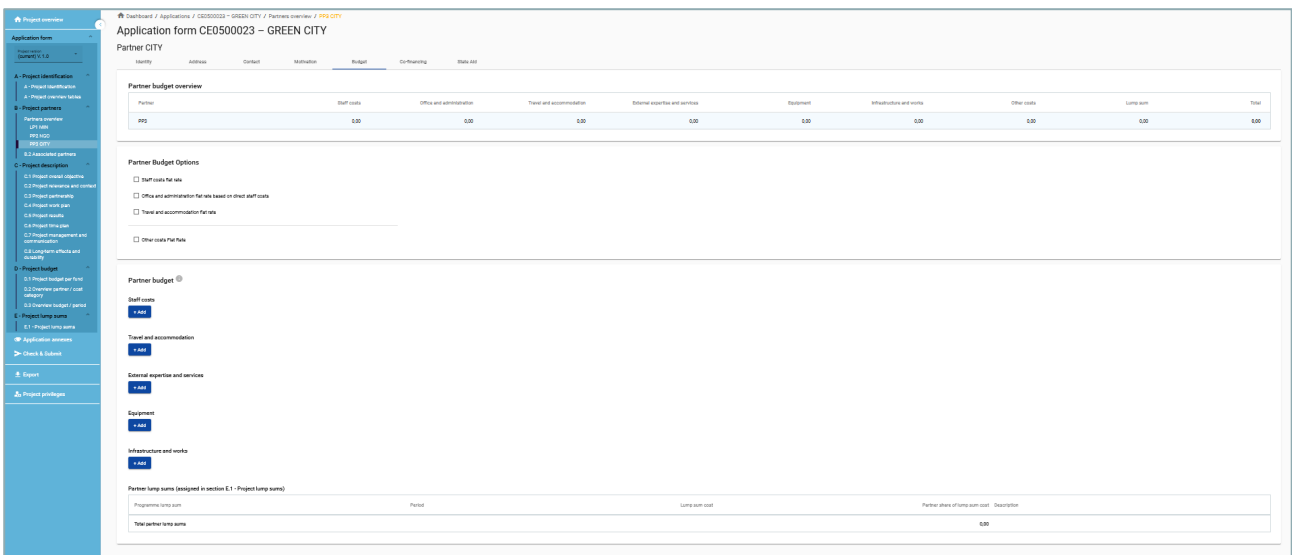 Project overview
Application form
Project version
(current) V. 1.0
A - Project identification
A - Project identification
A - Project overview tables
B - Project partners
Partners overview
LP1 IWN
PP2 NGO
PP3 CITY
B.2 Associated partners
C - Project description
C.1 Project overall objective
C.2 Project relevance and context
C.3 Project partnership
C.4 Project work plan
C.5 Project results
C.6 Project time plan
C.7 Project management and
communication
C.8 Long-term effects and
durability
D - Project budget
D.1 Project budget per fund
D.2 Overview partner / cost
category
D.3 Overview budget / period
E - Project lump sums
E.1 - Project lump sums
Application annexes
Check & Submit
Export
Project privileges
Dashboard / Applications / CE0500023 – GREEN CITY / Partners overview / PP3 CITY
Application form CE0500023 – GREEN CITY
Partner CITY
Identity Address Contact Motivation Budget Co-financing State Aid
Partner budget overview
Partner Staff costs Office and administration Travel and accommodation External expertise and services Equipment Infrastructure and works Other costs Lump sum Total
PP3 0,00 0,00 0,00 0,00 0,00 0,00 0,00 0,00 0,00
Partner Budget Options
Staff costs flat rate
Office and administration flat rate based on direct staff costs
Travel and accommodation flat rate
Other costs Flat Rate
Partner budget
Staff costs
+ Add
Travel and accommodation
+ Add
External expertise and services
+ Add
Equipment
+ Add
Infrastructure and works
+ Add
Partner lump sums (assigned in section E.1 - Project lump sums)
Programme lump sum Period Lump sum cost Partner share of lump sum cost Description
Total partner lump sums 0,00